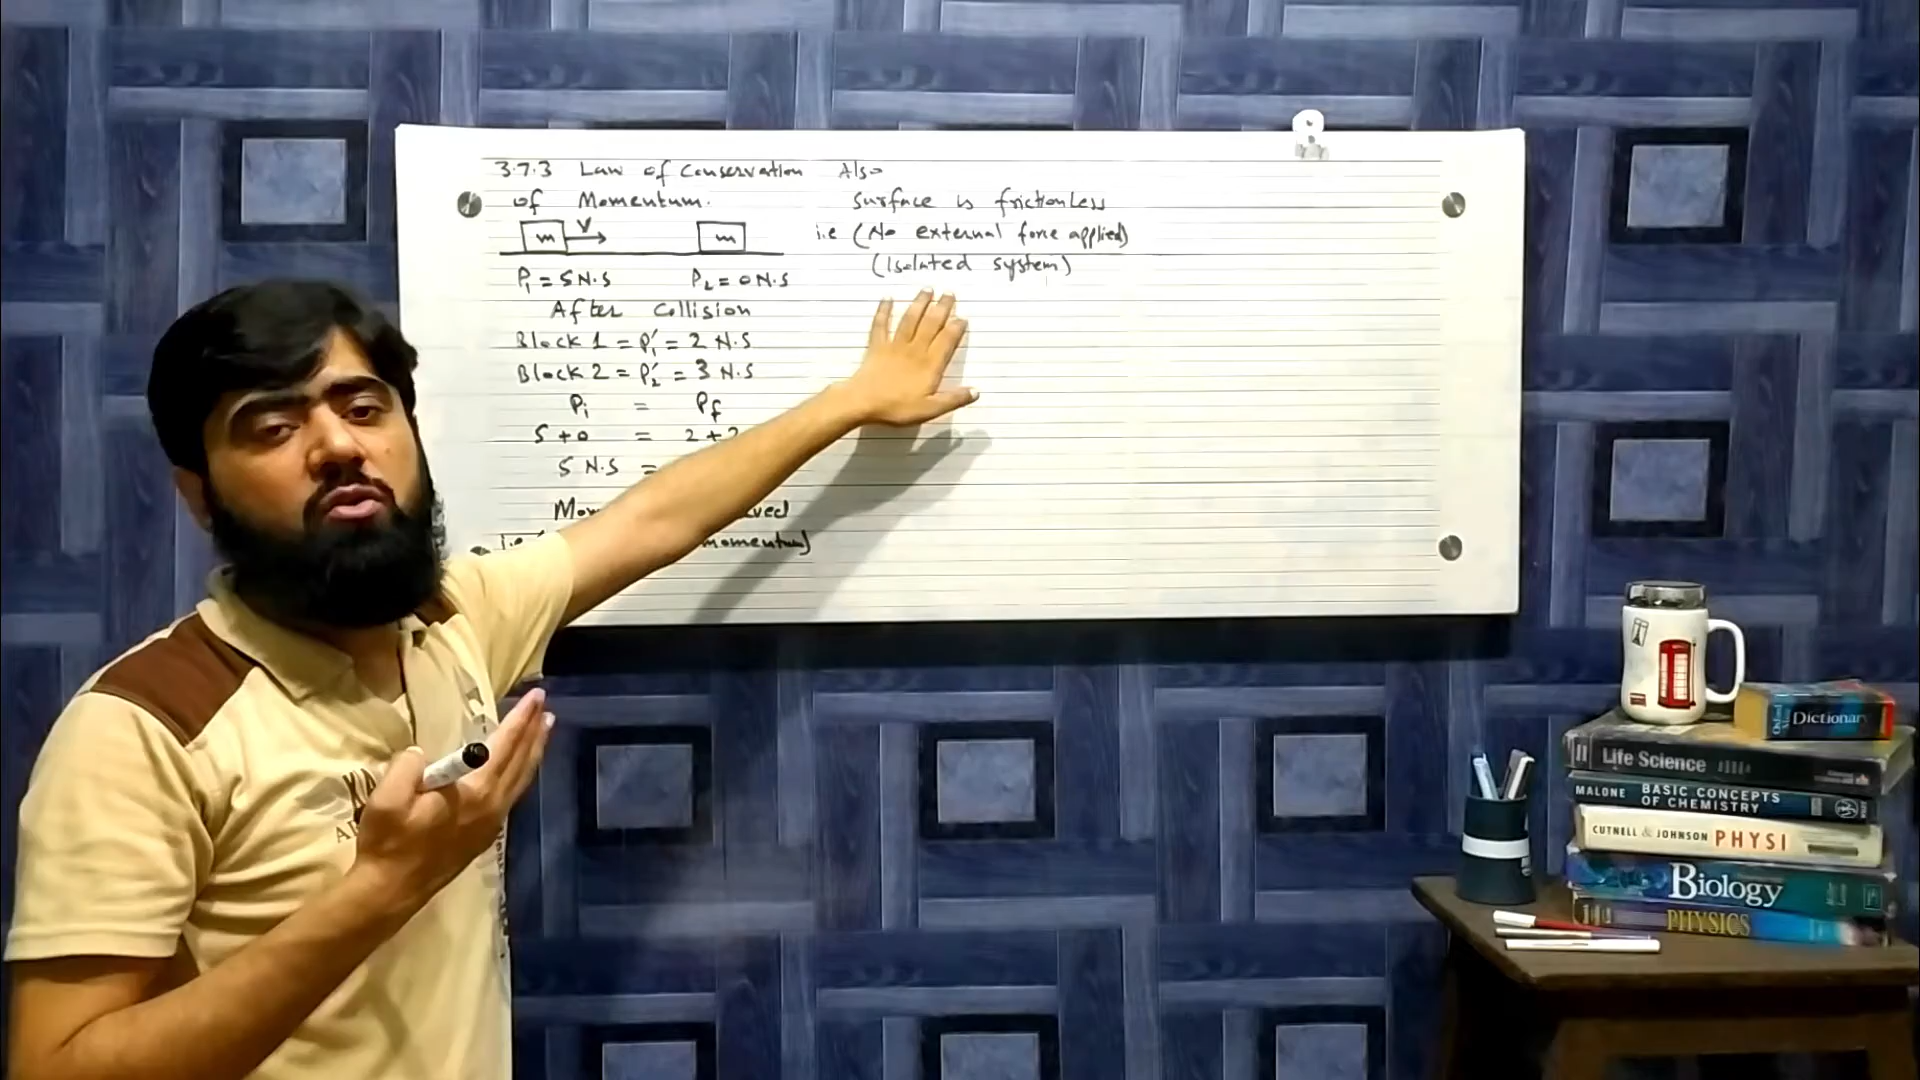 3.7.3 Law of Conservation
of Momentum.
m V m
P₁ = 5 N.S P₂ = 0 N.S
After Collision
Block 1 = P₁′ = 2 N.S
Block 2 = P₂′ = 3 N.S
Pi = Pf
5 + 0 = 2 +
5 N.S =
i.e momentum)
Also
Surface is frictionless
i.e (No external force applied)
(Isolated system)
Dictionary
Life Science
MALONE BASIC CONCEPTS
OF CHEMISTRY
CUTNELL & JOHNSON PHYSI
Biology
PHYSICS